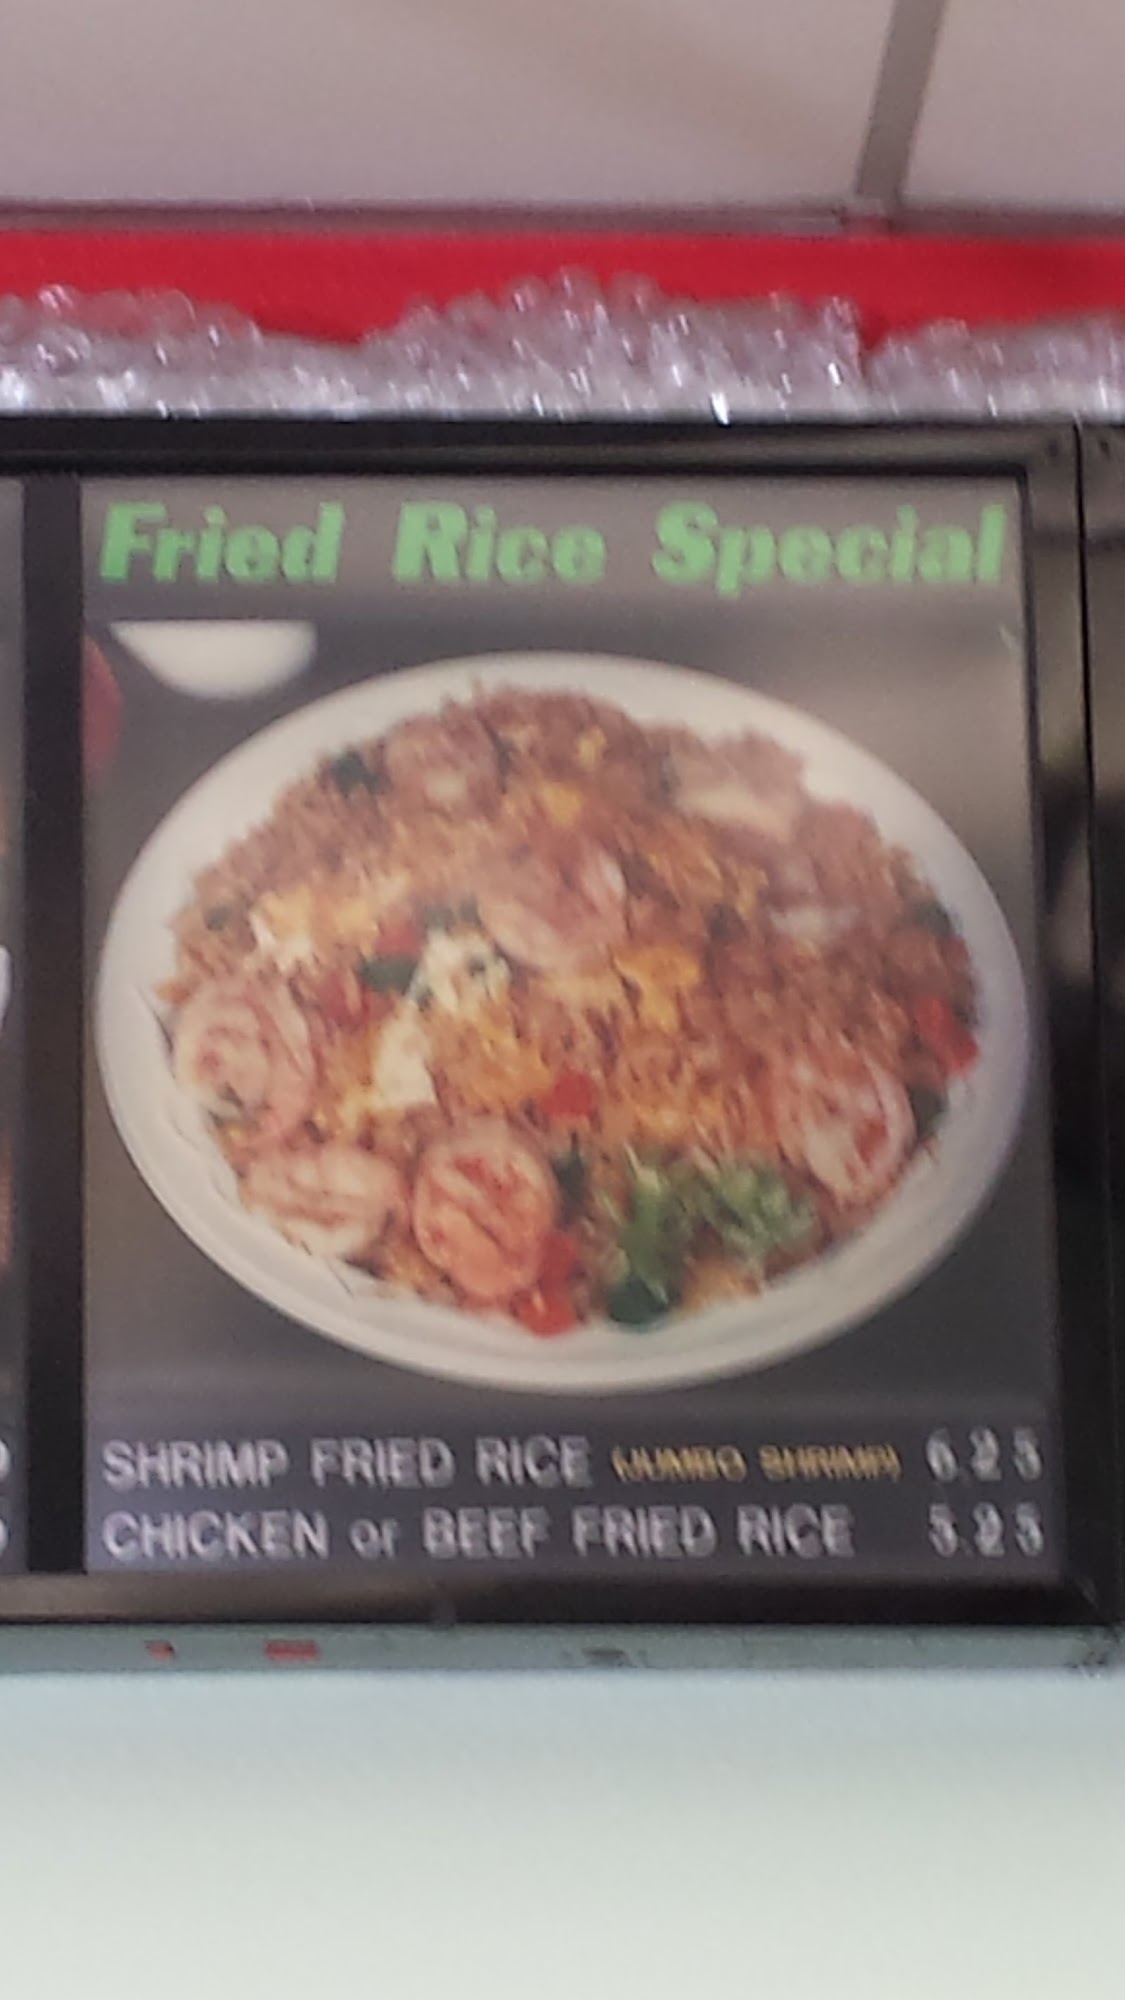 Fried Rice Special
SHRIMP FRIED RICE (JUMBO SHRIMP) 6.25
CHICKEN or BEEF FRIED RICE 5.25